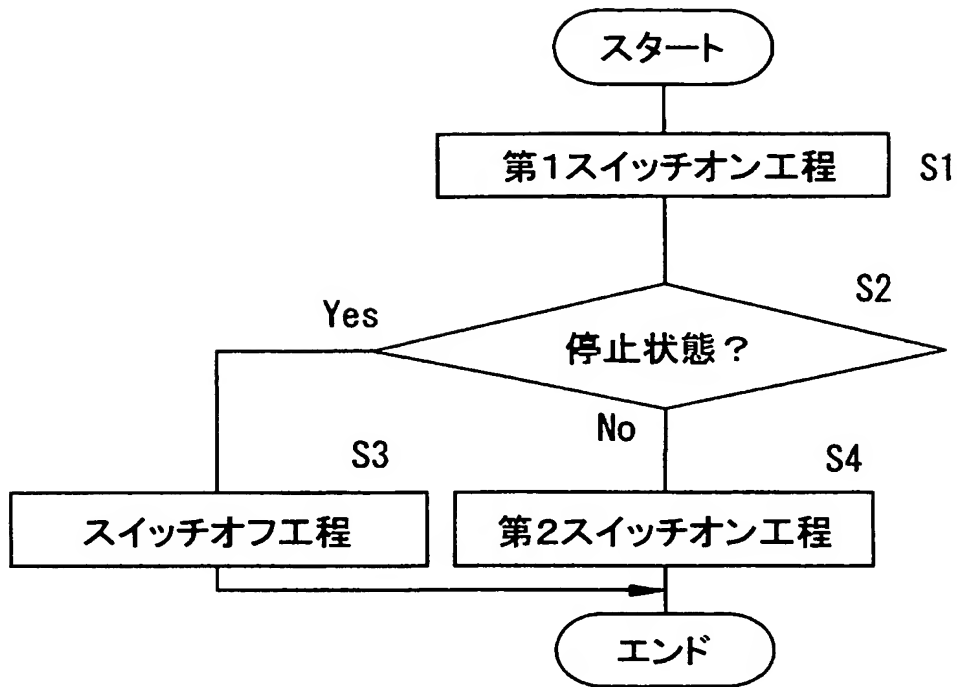 スタート
第1スイッチオン工程
S1
S2
Yes
停止状態？
No
S3
S4
スイッチオフ工程
第2スイッチオン工程
エンド